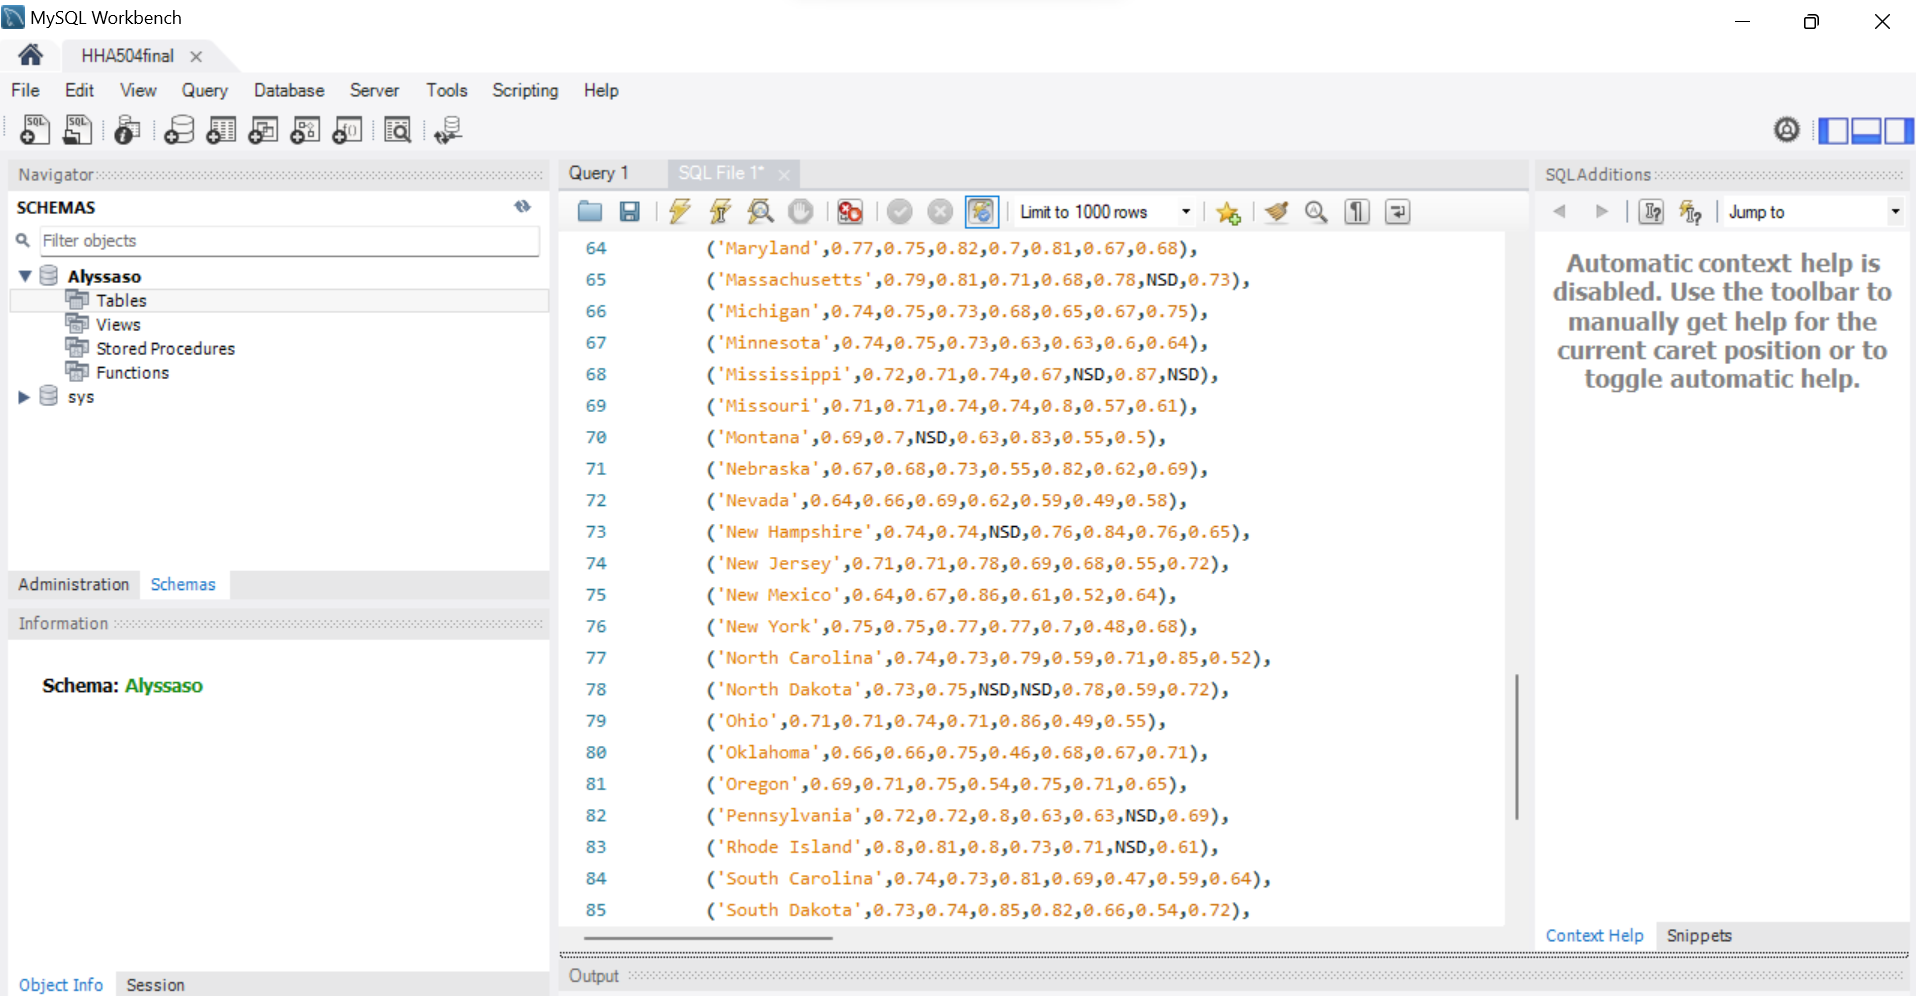 MySQL Workbench
HHA504final
File Edit View Query Database Server Tools Scripting Help
Navigator
SCHEMAS
Filter objects
Alyssaso
Tables
Views
Stored Procedures
Functions
sys
Administration Schemas
Information
Schema: Alyssaso
Object Info Session
Query 1 SQL File 1*
Limit to 1000 rows
64 ('Maryland',0.77,0.75,0.82,0.7,0.81,0.67,0.68),
65 ('Massachusetts',0.79,0.81,0.71,0.68,0.78,NSD,0.73),
66 ('Michigan',0.74,0.75,0.73,0.68,0.65,0.67,0.75),
67 ('Minnesota',0.74,0.75,0.73,0.63,0.63,0.6,0.64),
68 ('Mississippi',0.72,0.71,0.74,0.67,NSD,0.87,NSD),
69 ('Missouri',0.71,0.71,0.74,0.74,0.8,0.57,0.61),
70 ('Montana',0.69,0.7,NSD,0.63,0.83,0.55,0.5),
71 ('Nebraska',0.67,0.68,0.73,0.55,0.82,0.62,0.69),
72 ('Nevada',0.64,0.66,0.69,0.62,0.59,0.49,0.58),
73 ('New Hampshire',0.74,0.74,NSD,0.76,0.84,0.76,0.65),
74 ('New Jersey',0.71,0.71,0.78,0.69,0.68,0.55,0.72),
75 ('New Mexico',0.64,0.67,0.86,0.61,0.52,0.64),
76 ('New York',0.75,0.75,0.77,0.77,0.7,0.48,0.68),
77 ('North Carolina',0.74,0.73,0.79,0.59,0.71,0.85,0.52),
78 ('North Dakota',0.73,0.75,NSD,NSD,0.78,0.59,0.72),
79 ('Ohio',0.71,0.71,0.74,0.71,0.86,0.49,0.55),
80 ('Oklahoma',0.66,0.66,0.75,0.46,0.68,0.67,0.71),
81 ('Oregon',0.69,0.71,0.75,0.54,0.75,0.71,0.65),
82 ('Pennsylvania',0.72,0.72,0.8,0.63,0.63,NSD,0.69),
83 ('Rhode Island',0.8,0.81,0.8,0.73,0.71,NSD,0.61),
84 ('South Carolina',0.74,0.73,0.81,0.69,0.47,0.59,0.64),
85 ('South Dakota',0.73,0.74,0.85,0.82,0.66,0.54,0.72),
Output
SQLAdditions
Jump to
Automatic context help is
disabled. Use the toolbar to
manually get help for the
current caret position or to
toggle automatic help.
Context Help Snippets